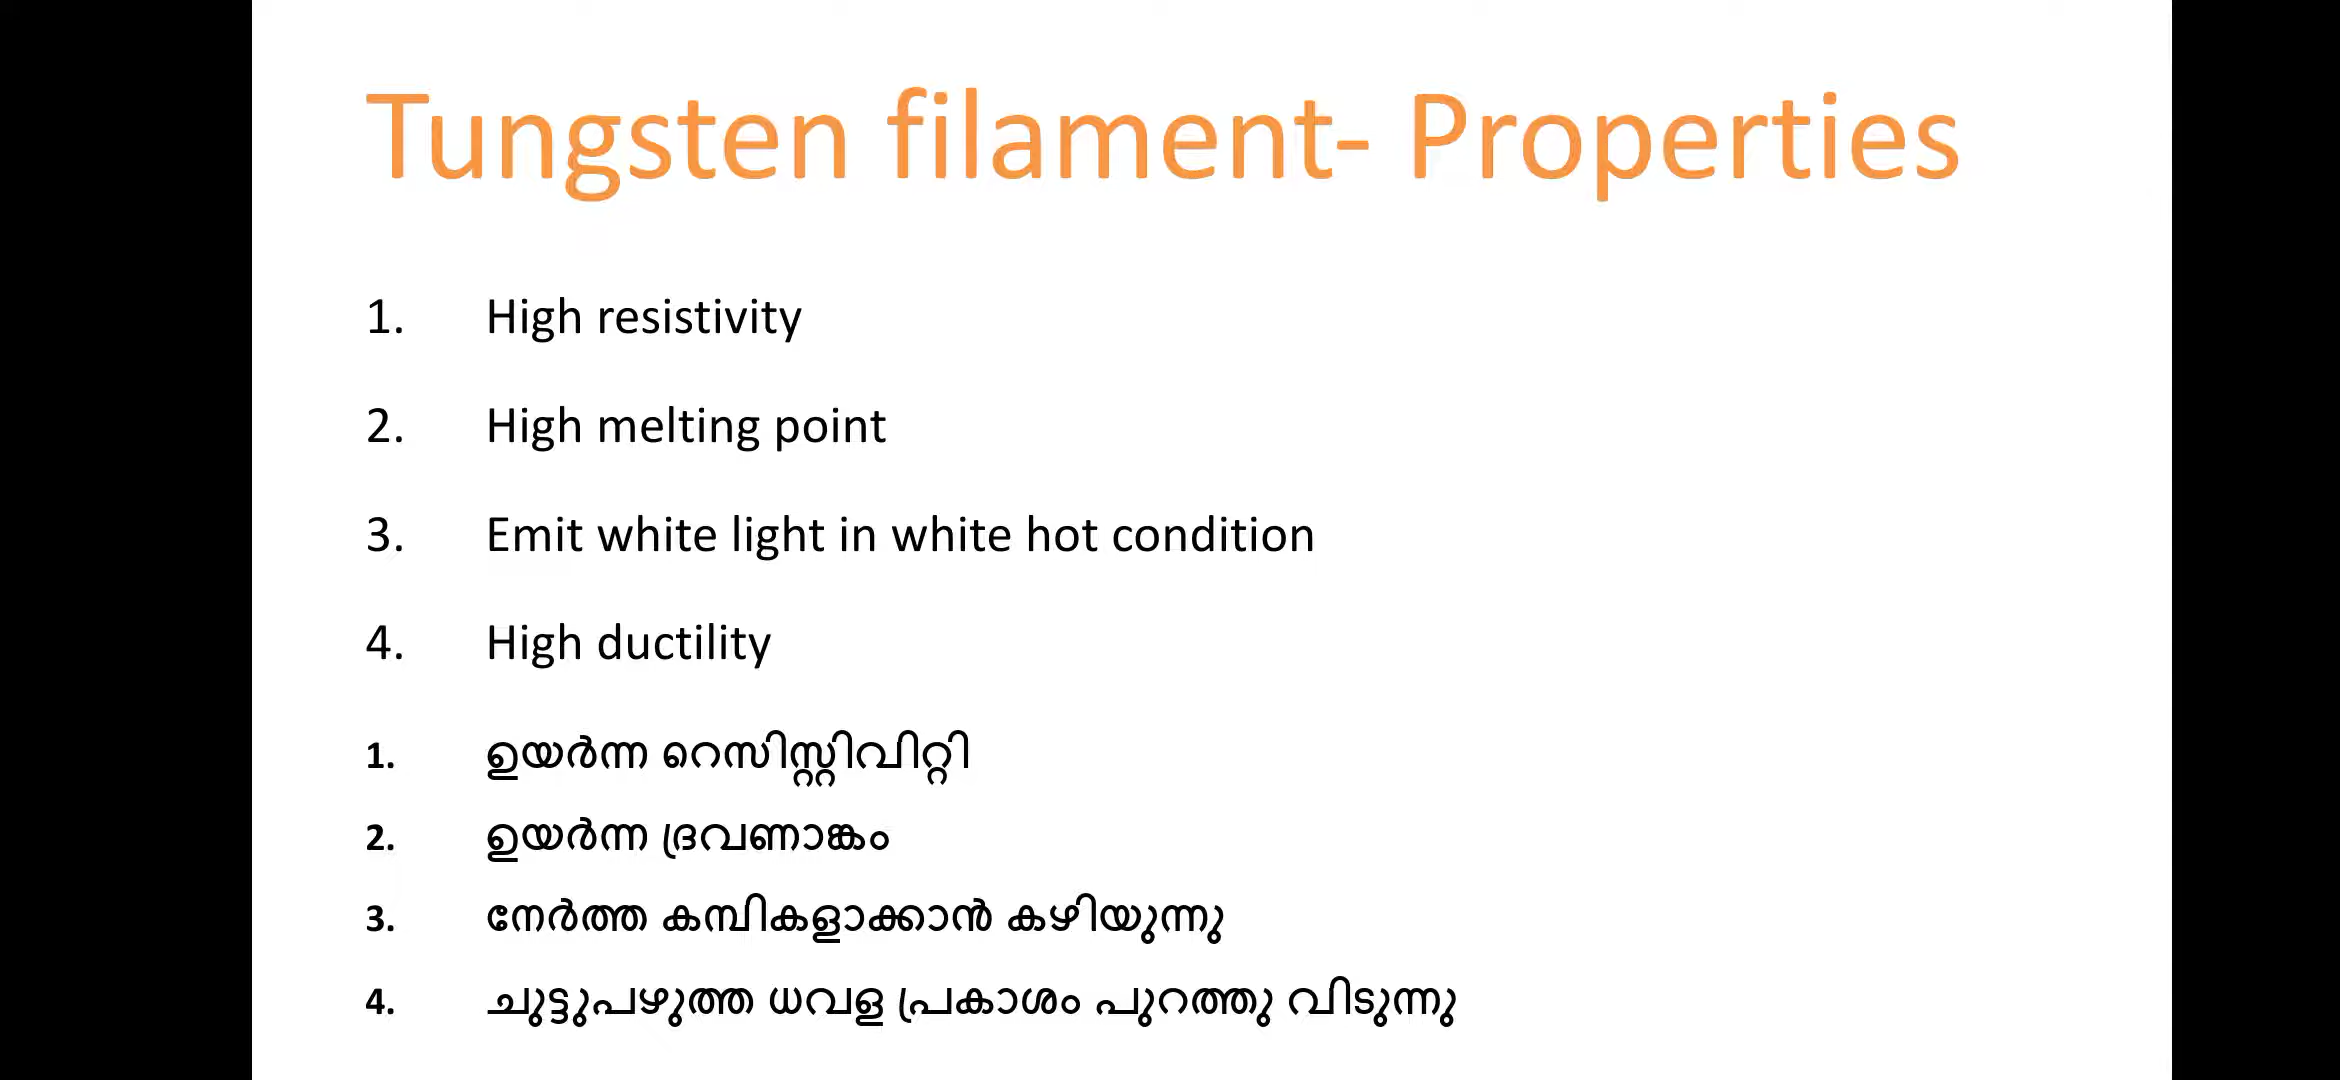 Tungsten filament- Properties
1. High resistivity
2. High melting point
3. Emit white light in white hot condition
4. High ductility
1. ഉയർന്ന റെസിസ്റ്റിവിറ്റി
2. ഉയർന്ന ദ്രവണാങ്കം
3. നേർത്ത കമ്പികളാക്കാൻ കഴിയുന്നു
4. ചുട്ടുപഴുത്ത ധവള പ്രകാശം പുറത്തു വിടുന്നു